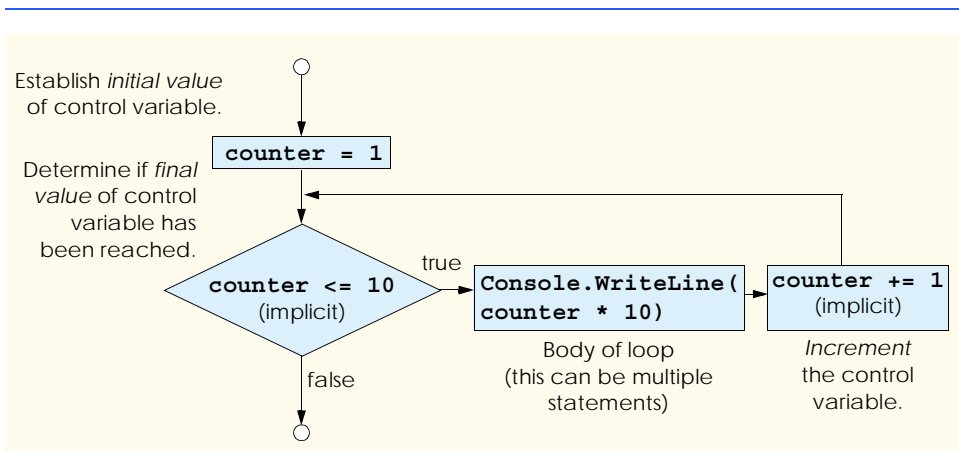 Establish initial value
of control variable.
counter = 1
Determine if final
value of control
variable has
been reached.
counter <= 10
(implicit)
true
Console.WriteLine(
counter * 10)
Body of loop
(this can be multiple
statements)
counter += 1
(implicit)
Increment
the control
variable.
false